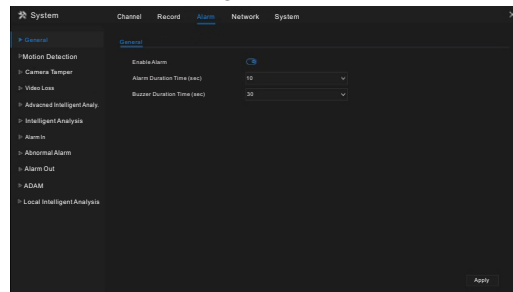 System
Channel Record Alarm Network System
General
Motion Detection
Camera Tamper
Video Loss
Advacned Intelligent Analy.
Intelligent Analysis
Alarm In
Abnormal Alarm
Alarm Out
ADAM
Local Intelligent Analysis
General
Enable Alarm
Alarm Duration Time (sec) 10
Buzzer Duration Time (sec) 30
Apply